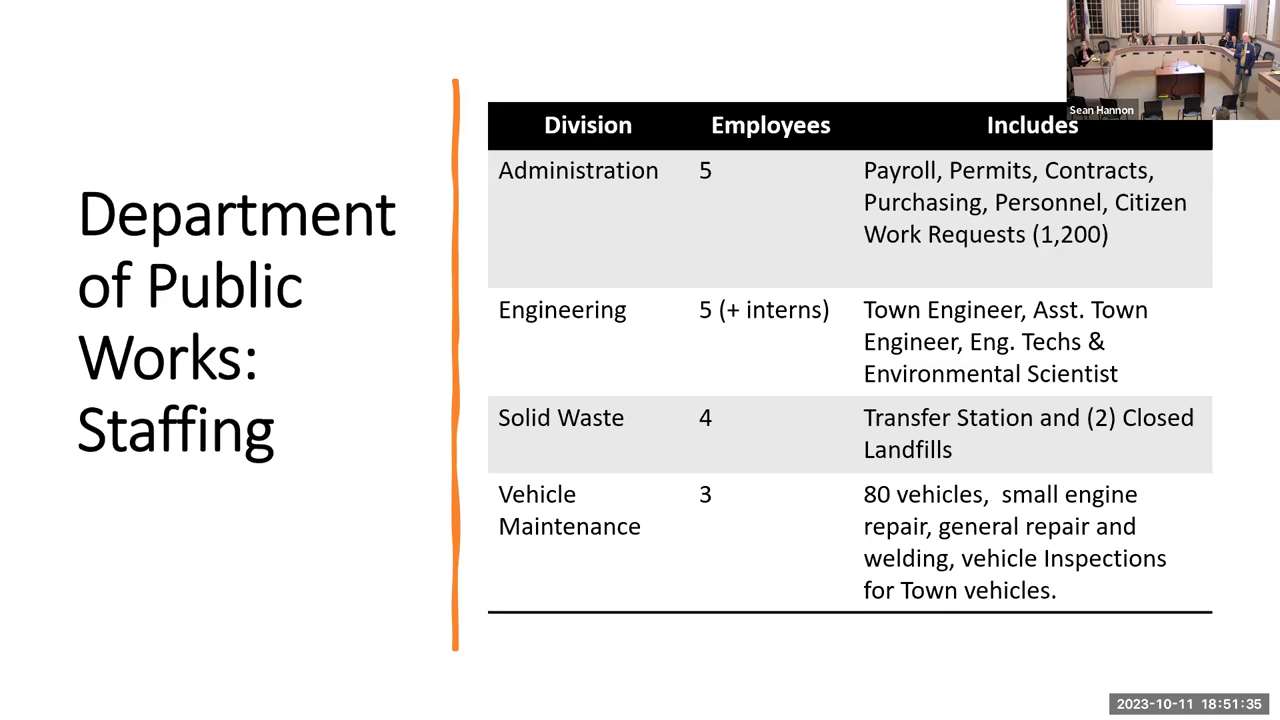 Sean Hannon
Department
of Public
Works:
Staffing
Division Employees Includes
Administration 5 Payroll, Permits, Contracts,
Purchasing, Personnel, Citizen
Work Requests (1,200)
Engineering 5 (+ interns) Town Engineer, Asst. Town
Engineer, Eng. Techs &
Environmental Scientist
Solid Waste 4 Transfer Station and (2) Closed
Landfills
Vehicle 3 80 vehicles, small engine
Maintenance repair, general repair and
welding, vehicle Inspections
for Town vehicles.
2023-10-11 18:51:35